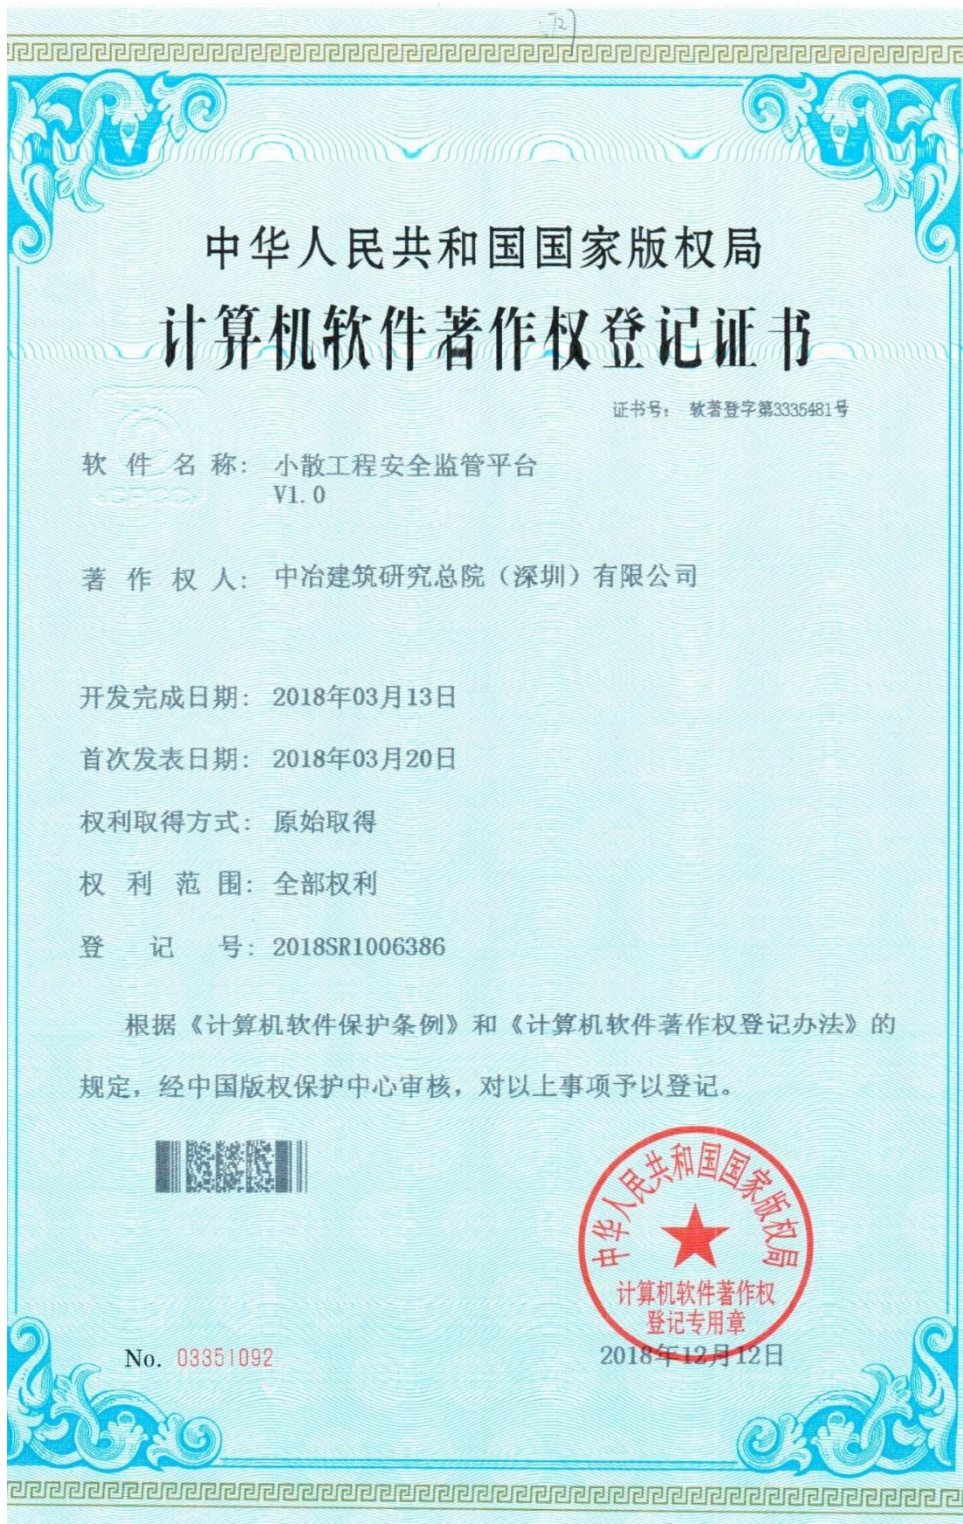 72
中华人民共和国国家版权局
计算机软件著作权登记证书
证书号： 软著登字第3335481号
软件名称： 小散工程安全监管平台
V1.0
著作权人： 中冶建筑研究总院（深圳）有限公司
开发完成日期： 2018年03月13日
首次发表日期： 2018年03月20日
权利取得方式： 原始取得
权利范围： 全部权利
登记号： 2018SR1006386
根据《计算机软件保护条例》和《计算机软件著作权登记办法》的
规定，经中国版权保护中心审核，对以上事项予以登记。
中华人民共和国国家版权局
计算机软件著作权
登记专用章
2018年12月12日
No. 03351092